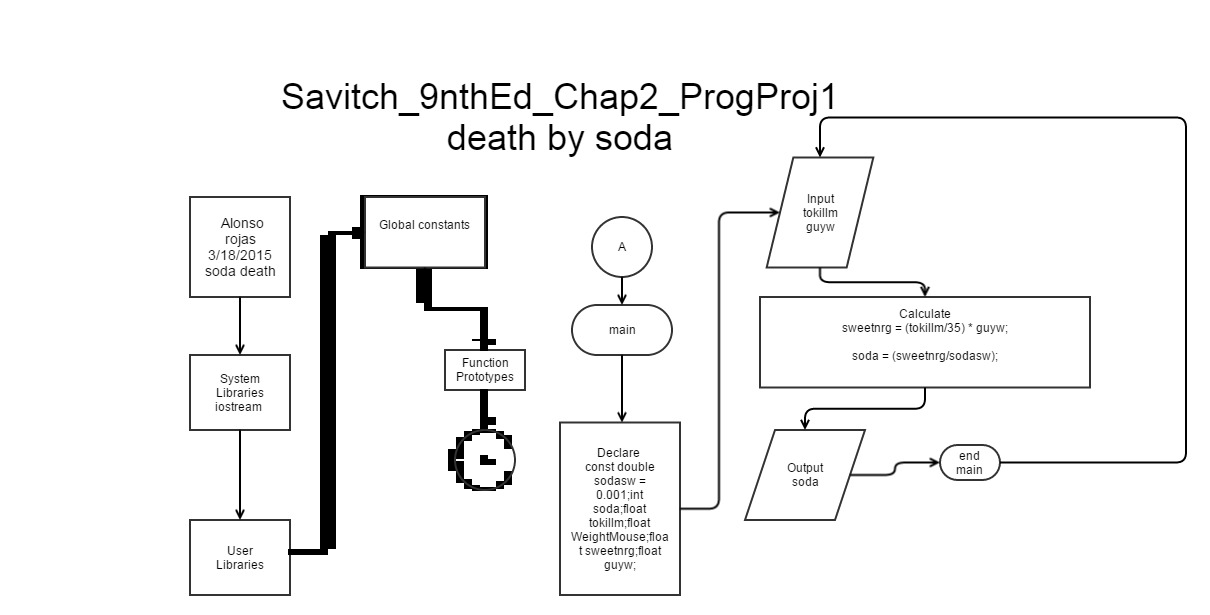 Savitch_9nthEd_Chap2_ProgProj1
death by soda
Alonso
rojas
3/18/2015
soda death
System
Libraries
iostream
User
Libraries
Global constants
Function
Prototypes
A
main
Declare
const double
sodasw =
0.001;int
soda;float
tokillm;float
WeightMouse;floa
t sweetnrg;float
guyw;
Input
tokillm
guyw
Calculate
sweetnrg = (tokillm/35) * guyw;
soda = (sweetnrg/sodasw);
Output
soda
end
main